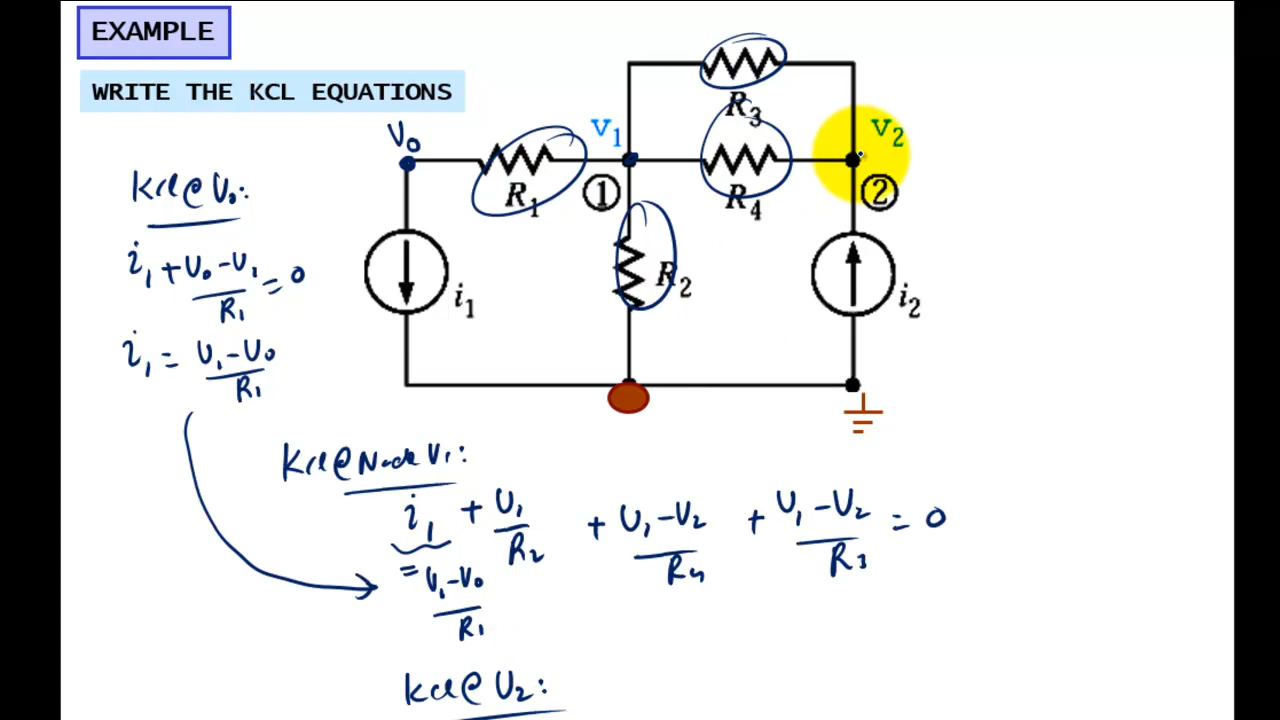 EXAMPLE
WRITE THE KCL EQUATIONS
R₃
V₀
v₁
v₂
R₁
①
R₄
②
R₂
i₁
i₂
Kcl@ V₀:
i₁ + (V₀ - V₁)/R₁ = 0
i₁ = (V₁ - V₀)/R₁
Kcl@Node V₁:
i₁ + V₁/R₂ + (V₁ - V₂)/R₄ + (V₁ - V₂)/R₃ = 0
= (V₁ - V₀)/R₁
Kcl@ V₂: